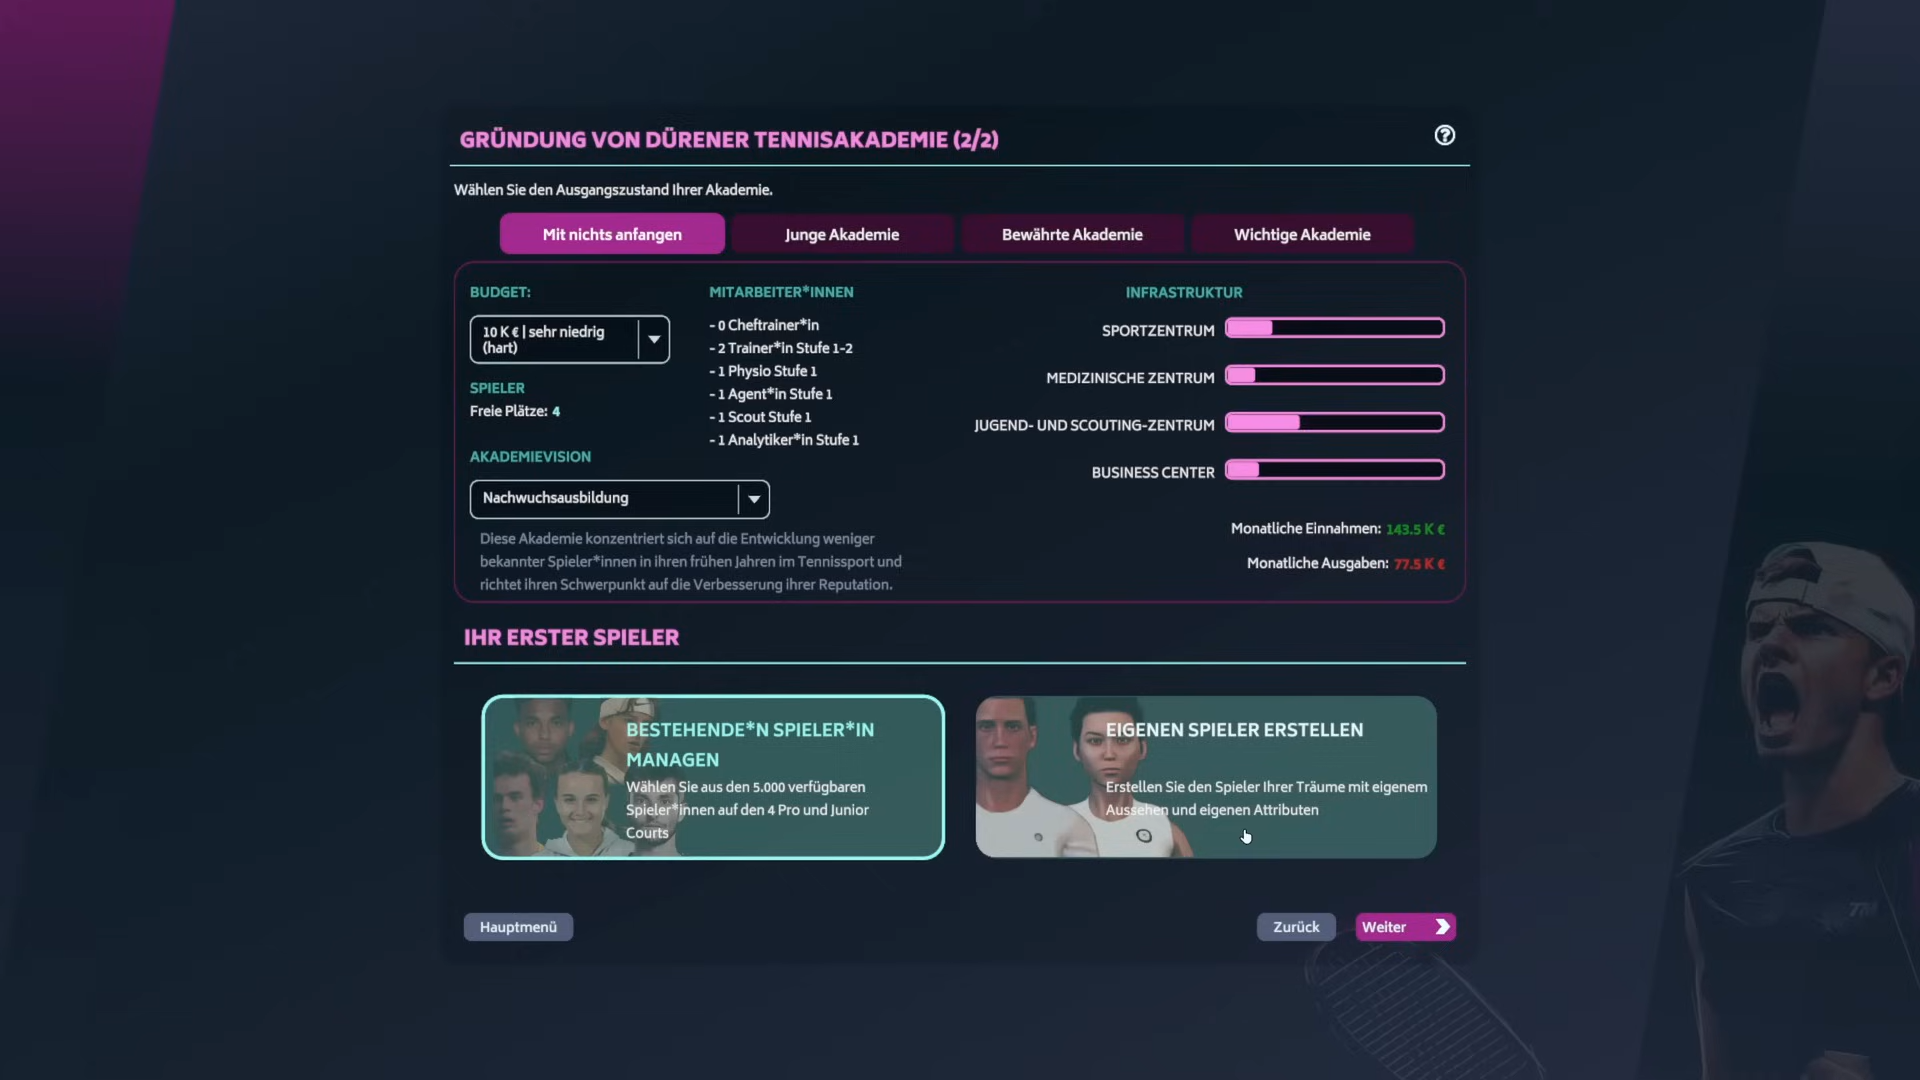 GRÜNDUNG VON DÜRENER TENNISAKADEMIE (2/2)
Wählen Sie den Ausgangszustand Ihrer Akademie.
Mit nichts anfangen
Junge Akademie
Bewährte Akademie
Wichtige Akademie
BUDGET:
10 K € | sehr niedrig
(hart)
SPIELER
Freie Plätze: 4
AKADEMIEVISION
Nachwuchsausbildung
Diese Akademie konzentriert sich auf die Entwicklung weniger
bekannter Spieler*innen in ihren frühen Jahren im Tennissport und
richtet ihren Schwerpunkt auf die Verbesserung ihrer Reputation.
MITARBEITER*INNEN
- 0 Cheftrainer*in
- 2 Trainer*in Stufe 1-2
- 1 Physio Stufe 1
- 1 Agent*in Stufe 1
- 1 Scout Stufe 1
- 1 Analytiker*in Stufe 1
INFRASTRUKTUR
SPORTZENTRUM
MEDIZINISCHE ZENTRUM
JUGEND- UND SCOUTING-ZENTRUM
BUSINESS CENTER
Monatliche Einnahmen: 143.5 K €
Monatliche Ausgaben: 77.5 K €
IHR ERSTER SPIELER
BESTEHENDE*N SPIELER*IN
MANAGEN
Wählen Sie aus den 5.000 verfügbaren
Spieler*innen auf den 4 Pro und Junior
Courts
EIGENEN SPIELER ERSTELLEN
Erstellen Sie den Spieler Ihrer Träume mit eigenem
Aussehen und eigenen Attributen
Hauptmenü
Zurück
Weiter
TM